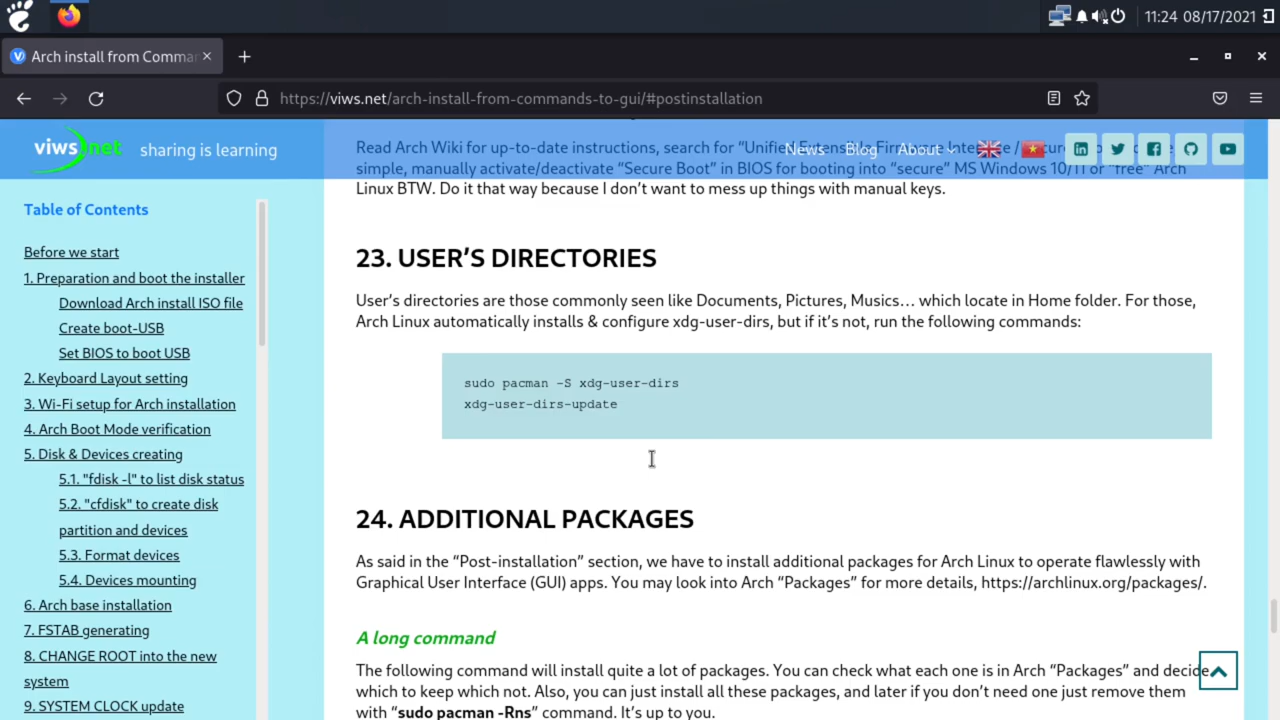 11:24 08/17/2021
Arch install from Comma
https://viws.net/arch-install-from-commands-to-gui/#postinstallation
viws net sharing is learning
News Blog About
Read Arch Wiki for up-to-date instructions, search for "Unified Extensible Firmware Interface /
simple, manually activate/deactivate “Secure Boot” in BIOS for booting into “secure” MS Windows 10/11 or “free” Arch
Linux BTW. Do it that way because I don’t want to mess up things with manual keys.
Table of Contents
Before we start
1. Preparation and boot the installer
Download Arch install ISO file
Create boot-USB
Set BIOS to boot USB
2. Keyboard Layout setting
3. Wi-Fi setup for Arch installation
4. Arch Boot Mode verification
5. Disk & Devices creating
5.1. "fdisk -l" to list disk status
5.2. "cfdisk" to create disk
partition and devices
5.3. Format devices
5.4. Devices mounting
6. Arch base installation
7. FSTAB generating
8. CHANGE ROOT into the new
system
9. SYSTEM CLOCK update
23. USER’S DIRECTORIES
User’s directories are those commonly seen like Documents, Pictures, Musics… which locate in Home folder. For those,
Arch Linux automatically installs & configure xdg-user-dirs, but if it’s not, run the following commands:
sudo pacman -S xdg-user-dirs
xdg-user-dirs-update
24. ADDITIONAL PACKAGES
As said in the “Post-installation” section, we have to install additional packages for Arch Linux to operate flawlessly with
Graphical User Interface (GUI) apps. You may look into Arch “Packages” for more details, https://archlinux.org/packages/.
A long command
The following command will install quite a lot of packages. You can check what each one is in Arch “Packages” and decide
which to keep which not. Also, you can just install all these packages, and later if you don’t need one just remove them
with “sudo pacman -Rns” command. It’s up to you.